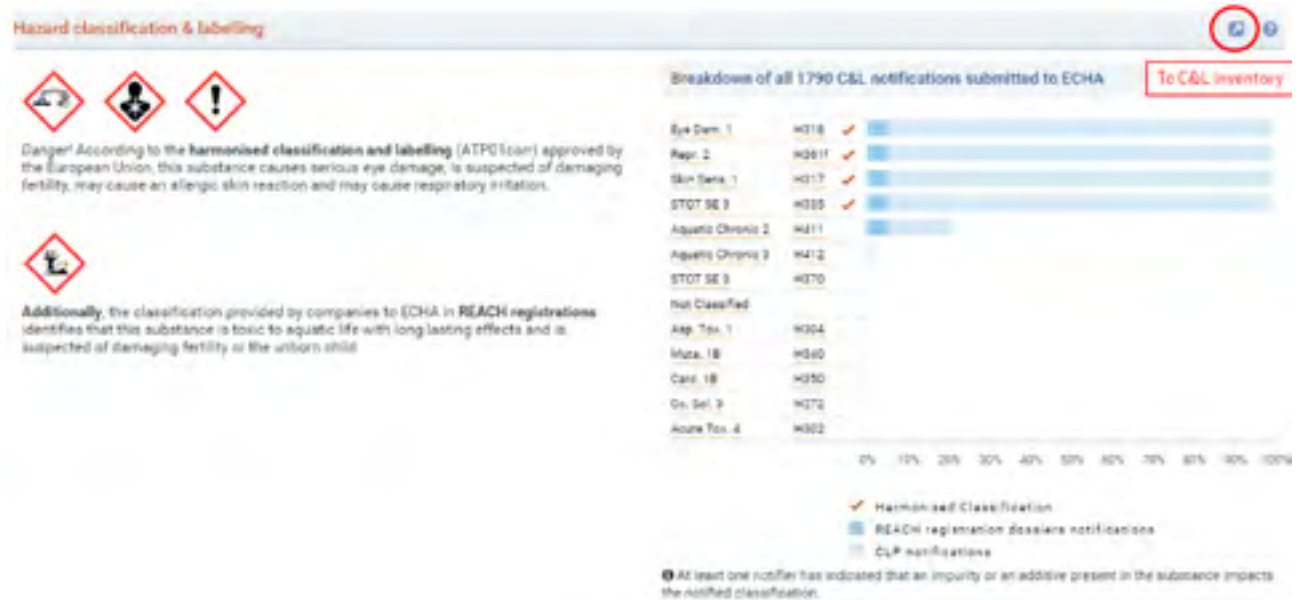 Hazard classification & labelling
Danger! According to the harmonised classification and labelling (ATP01corr) approved by
the European Union, this substance causes serious eye damage, is suspected of damaging
fertility, may cause an allergic skin reaction and may cause respiratory irritation.
Additionally, the classification provided by companies to ECHA in REACH registrations
identifies that this substance is toxic to aquatic life with long lasting effects and is
suspected of damaging fertility or the unborn child
Breakdown of all 1790 C&L notifications submitted to ECHA
To C&L inventory
Eye Dam. 1 H318
Repr. 2 H361f
Skin Sens. 1 H317
STOT SE 3 H335
Aquatic Chronic 2 H411
Aquatic Chronic 3 H412
STOT SE 3 H370
Not Classified
Asp. Tox. 1 H304
Muta. 1B H340
Carc. 1B H350
Ox. Sol. 3 H272
Acute Tox. 4 H302
0% 10% 20% 30% 40% 50% 60% 70% 80% 90% 100%
Harmonised Classification
REACH registration dossiers notifications
CLP notifications
At least one notifier has indicated that an impurity or an additive present in the substance impacts
the notified classification.